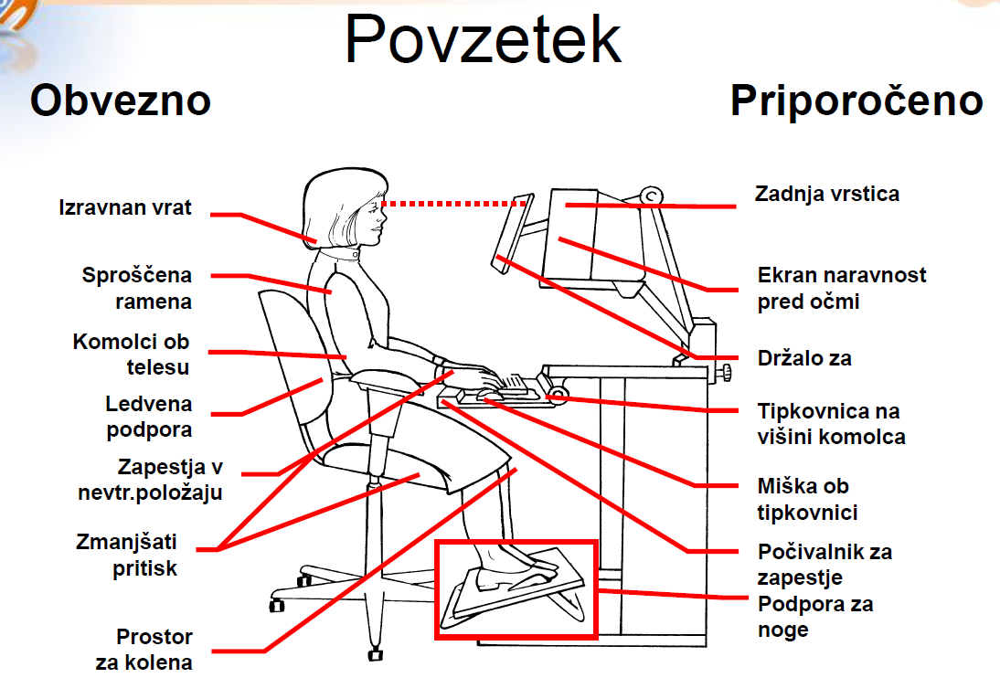 Povzetek
Obvezno
Priporočeno
Izravnan vrat
Sproščena
ramena
Komolci ob
telesu
Ledvena
podpora
Zapestja v
nevtr.položaju
Zmanjšati
pritisk
Prostor
za kolena
Zadnja vrstica
Ekran naravnost
pred očmi
Držalo za
Tipkovnica na
višini komolca
Miška ob
tipkovnici
Počivalnik za
zapestje
Podpora za
noge